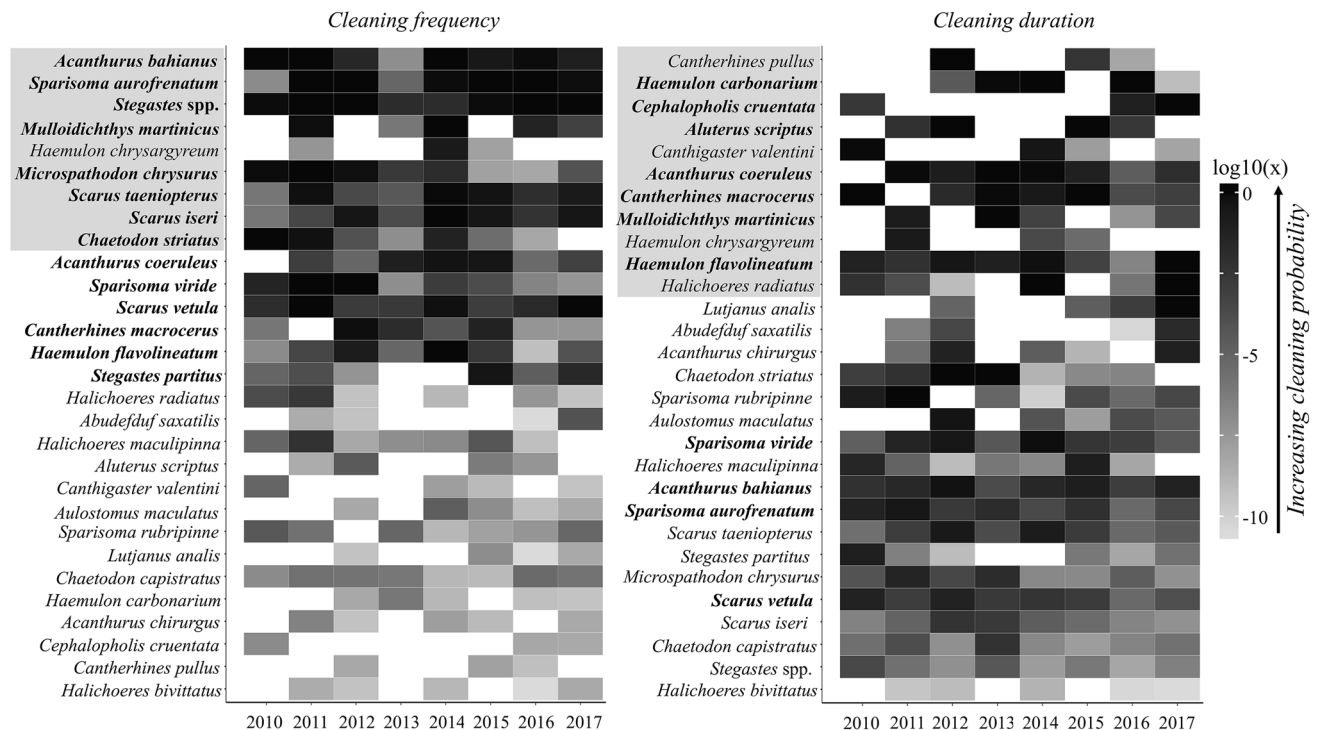 Cleaning frequency
Acanthurus bahianus
Sparisoma aurofrenatum
Stegastes spp.
Mulloidichthys martinicus
Haemulon chrysargyreum
Microspathodon chrysurus
Scarus taeniopterus
Scarus iseri
Chaetodon striatus
Acanthurus coeruleus
Sparisoma viride
Scarus vetula
Cantherhines macrocerus
Haemulon flavolineatum
Stegastes partitus
Halichoeres radiatus
Abudefduf saxatilis
Halichoeres maculipinna
Aluterus scriptus
Canthigaster valentini
Aulostomus maculatus
Sparisoma rubripinne
Lutjanus analis
Chaetodon capistratus
Haemulon carbonarium
Acanthurus chirurgus
Cephalopholis cruentata
Cantherhines pullus
Halichoeres bivittatus
2010 2011 2012 2013 2014 2015 2016 2017
Cleaning duration
Cantherhines pullus
Haemulon carbonarium
Cephalopholis cruentata
Aluterus scriptus
Canthigaster valentini
Acanthurus coeruleus
Cantherhines macrocerus
Mulloidichthys martinicus
Haemulon chrysargyreum
Haemulon flavolineatum
Halichoeres radiatus
Lutjanus analis
Abudefduf saxatilis
Acanthurus chirurgus
Chaetodon striatus
Sparisoma rubripinne
Aulostomus maculatus
Sparisoma viride
Halichoeres maculipinna
Acanthurus bahianus
Sparisoma aurofrenatum
Scarus taeniopterus
Stegastes partitus
Microspathodon chrysurus
Scarus vetula
Scarus iseri
Chaetodon capistratus
Stegastes spp.
Halichoeres bivittatus
2010 2011 2012 2013 2014 2015 2016 2017
log10(x)
0
-5
-10
Increasing cleaning probability